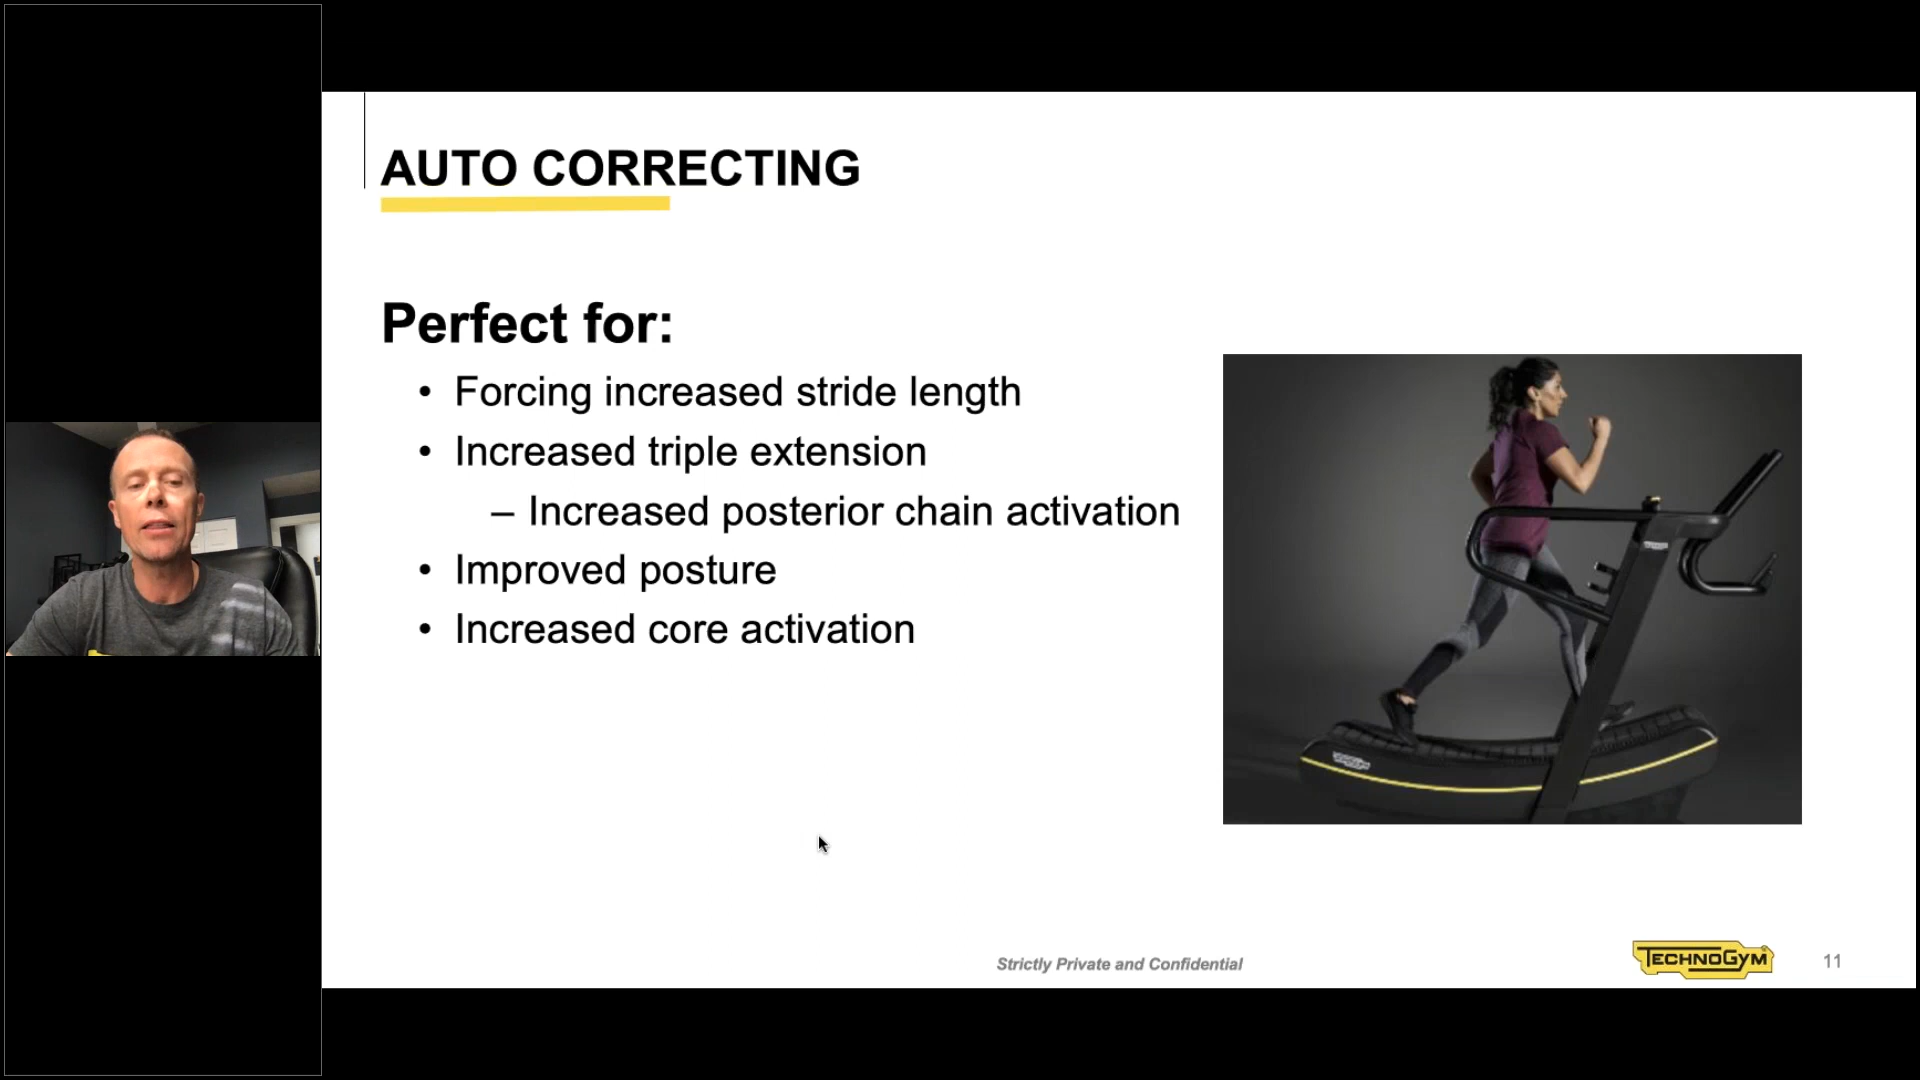 AUTO CORRECTING
Perfect for:
• Forcing increased stride length
• Increased triple extension
– Increased posterior chain activation
• Improved posture
• Increased core activation
Strictly Private and Confidential
TECHNOGYM
11